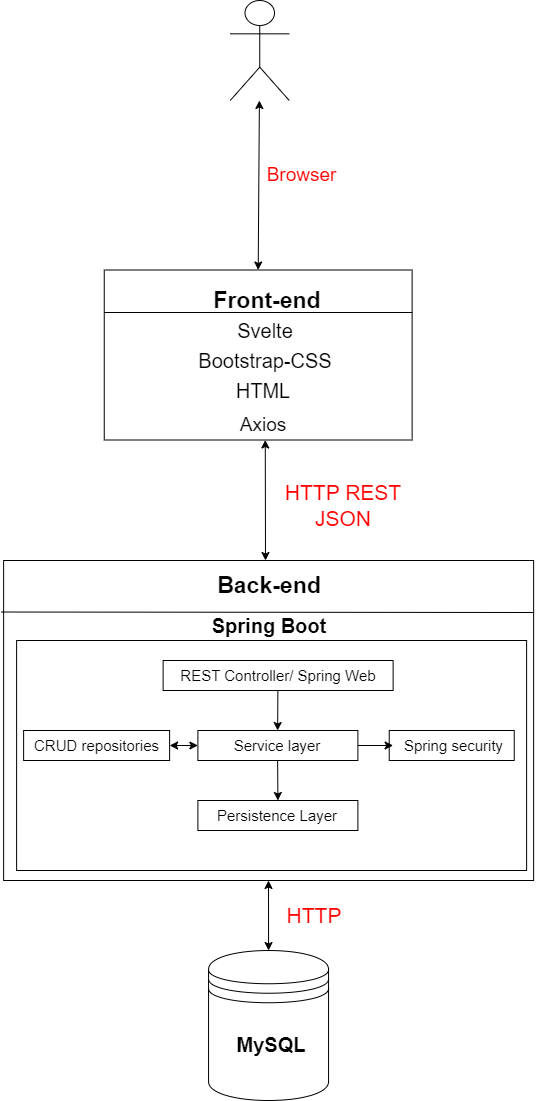 Browser
Front-end
Svelte
Bootstrap-CSS
HTML
Axios
HTTP REST
JSON
Back-end
Spring Boot
REST Controller/ Spring Web
CRUD repositories
Service layer
Spring security
Persistence Layer
HTTP
MySQL